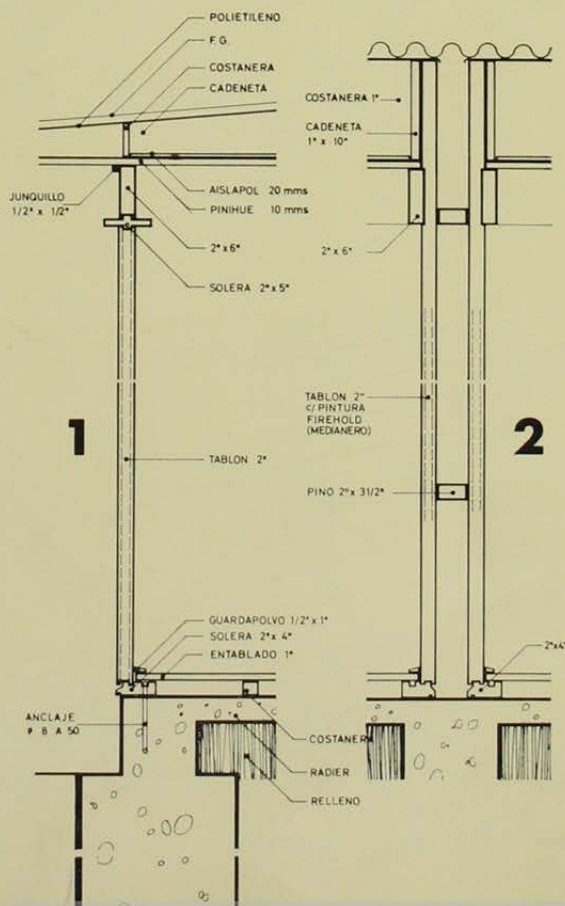 POLIETILENO
F.G.
COSTANERA
CADENETA
AISLAPOL 20 mms
PINIHUE 10 mms
JUNQUILLO
1/2" x 1/2"
2" x 6"
SOLERA 2" x 5"
1
TABLON 2"
GUARDAPOLVO 1/2" x 1"
SOLERA 2" x 4"
ENTABLADO 1"
ANCLAJE
φ 8 A 50
COSTANERA
RADIER
RELLENO
COSTANERA 1"
CADENETA
1" x 10"
2" x 6"
TABLON 2"
c/ PINTURA
FIREHOLD
(MEDIANERO)
2
PINO 2" x 3 1/2"
2" x 4"